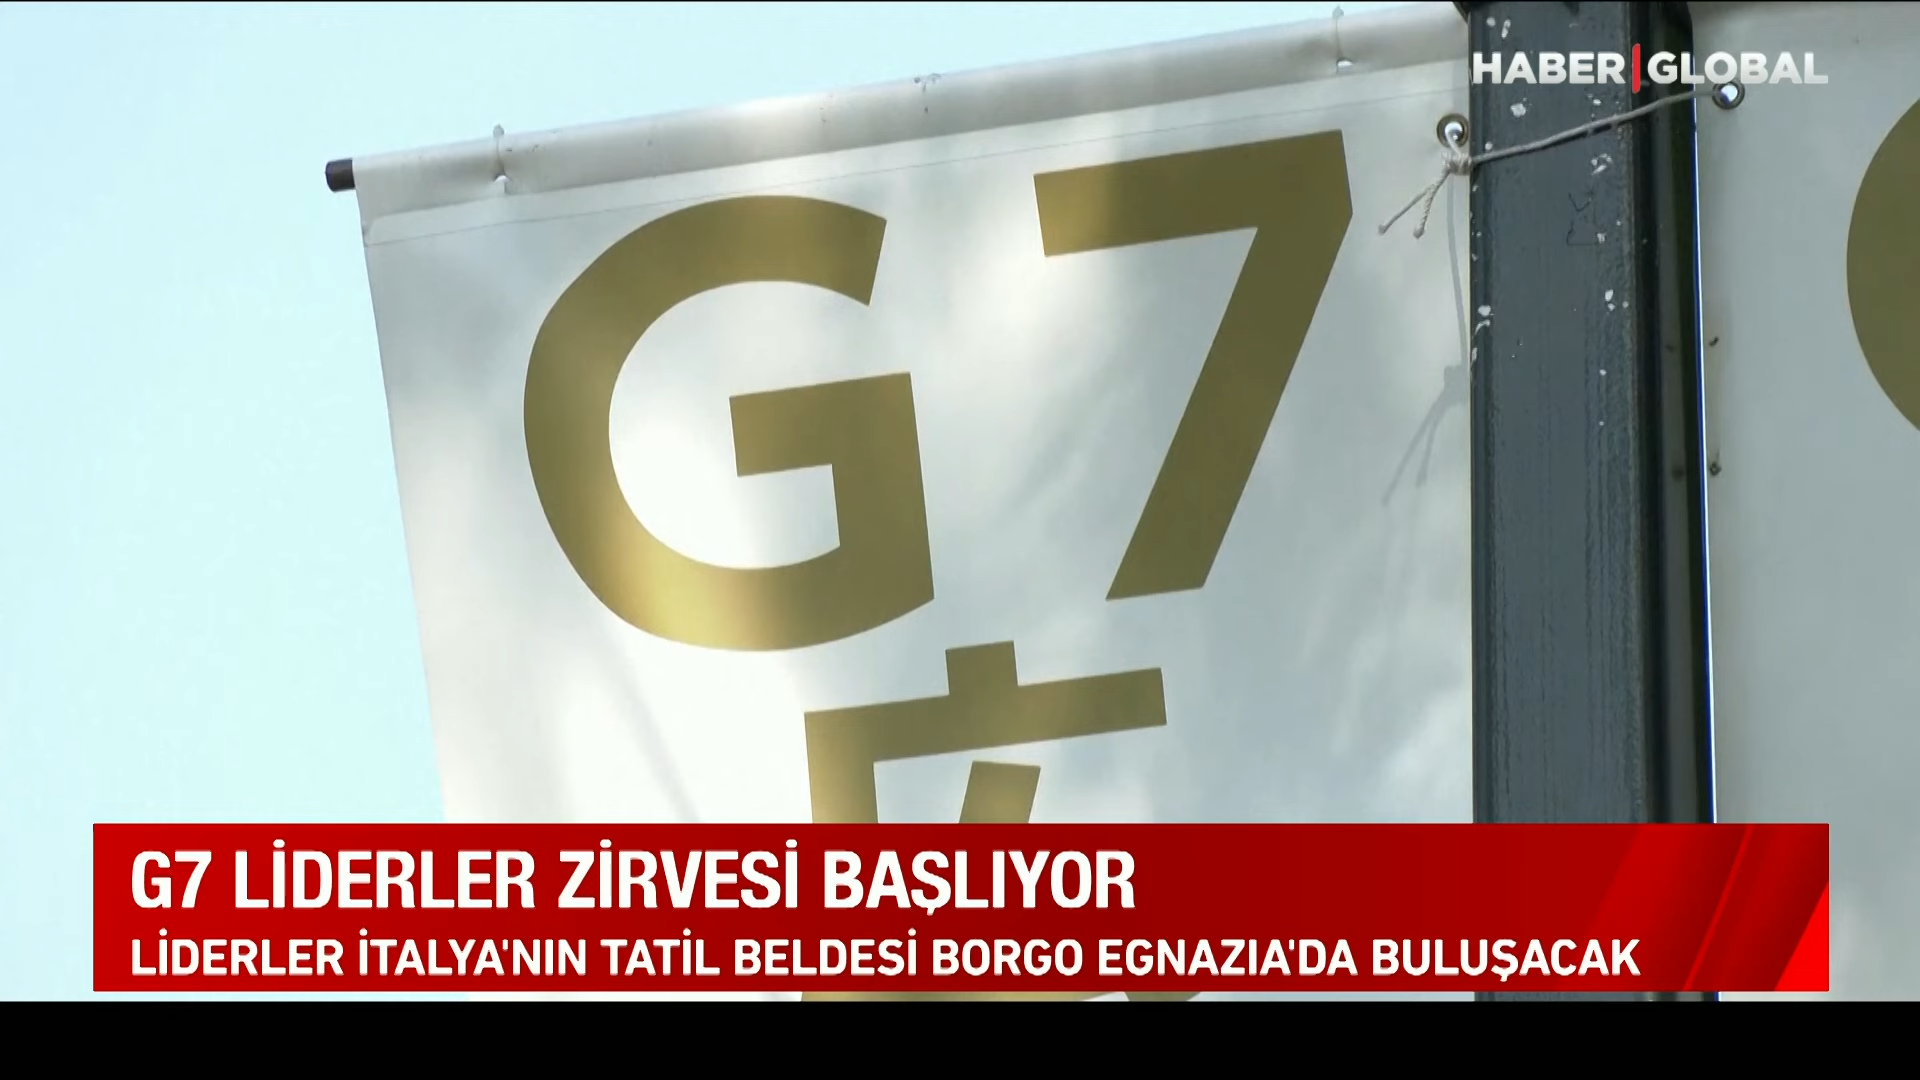 HABER|GLOBAL
G7
G7 LİDERLER ZİRVESİ BAŞLIYOR
LİDERLER İTALYA'NIN TATİL BELDESİ BORGO EGNAZIA'DA BULUŞACAK